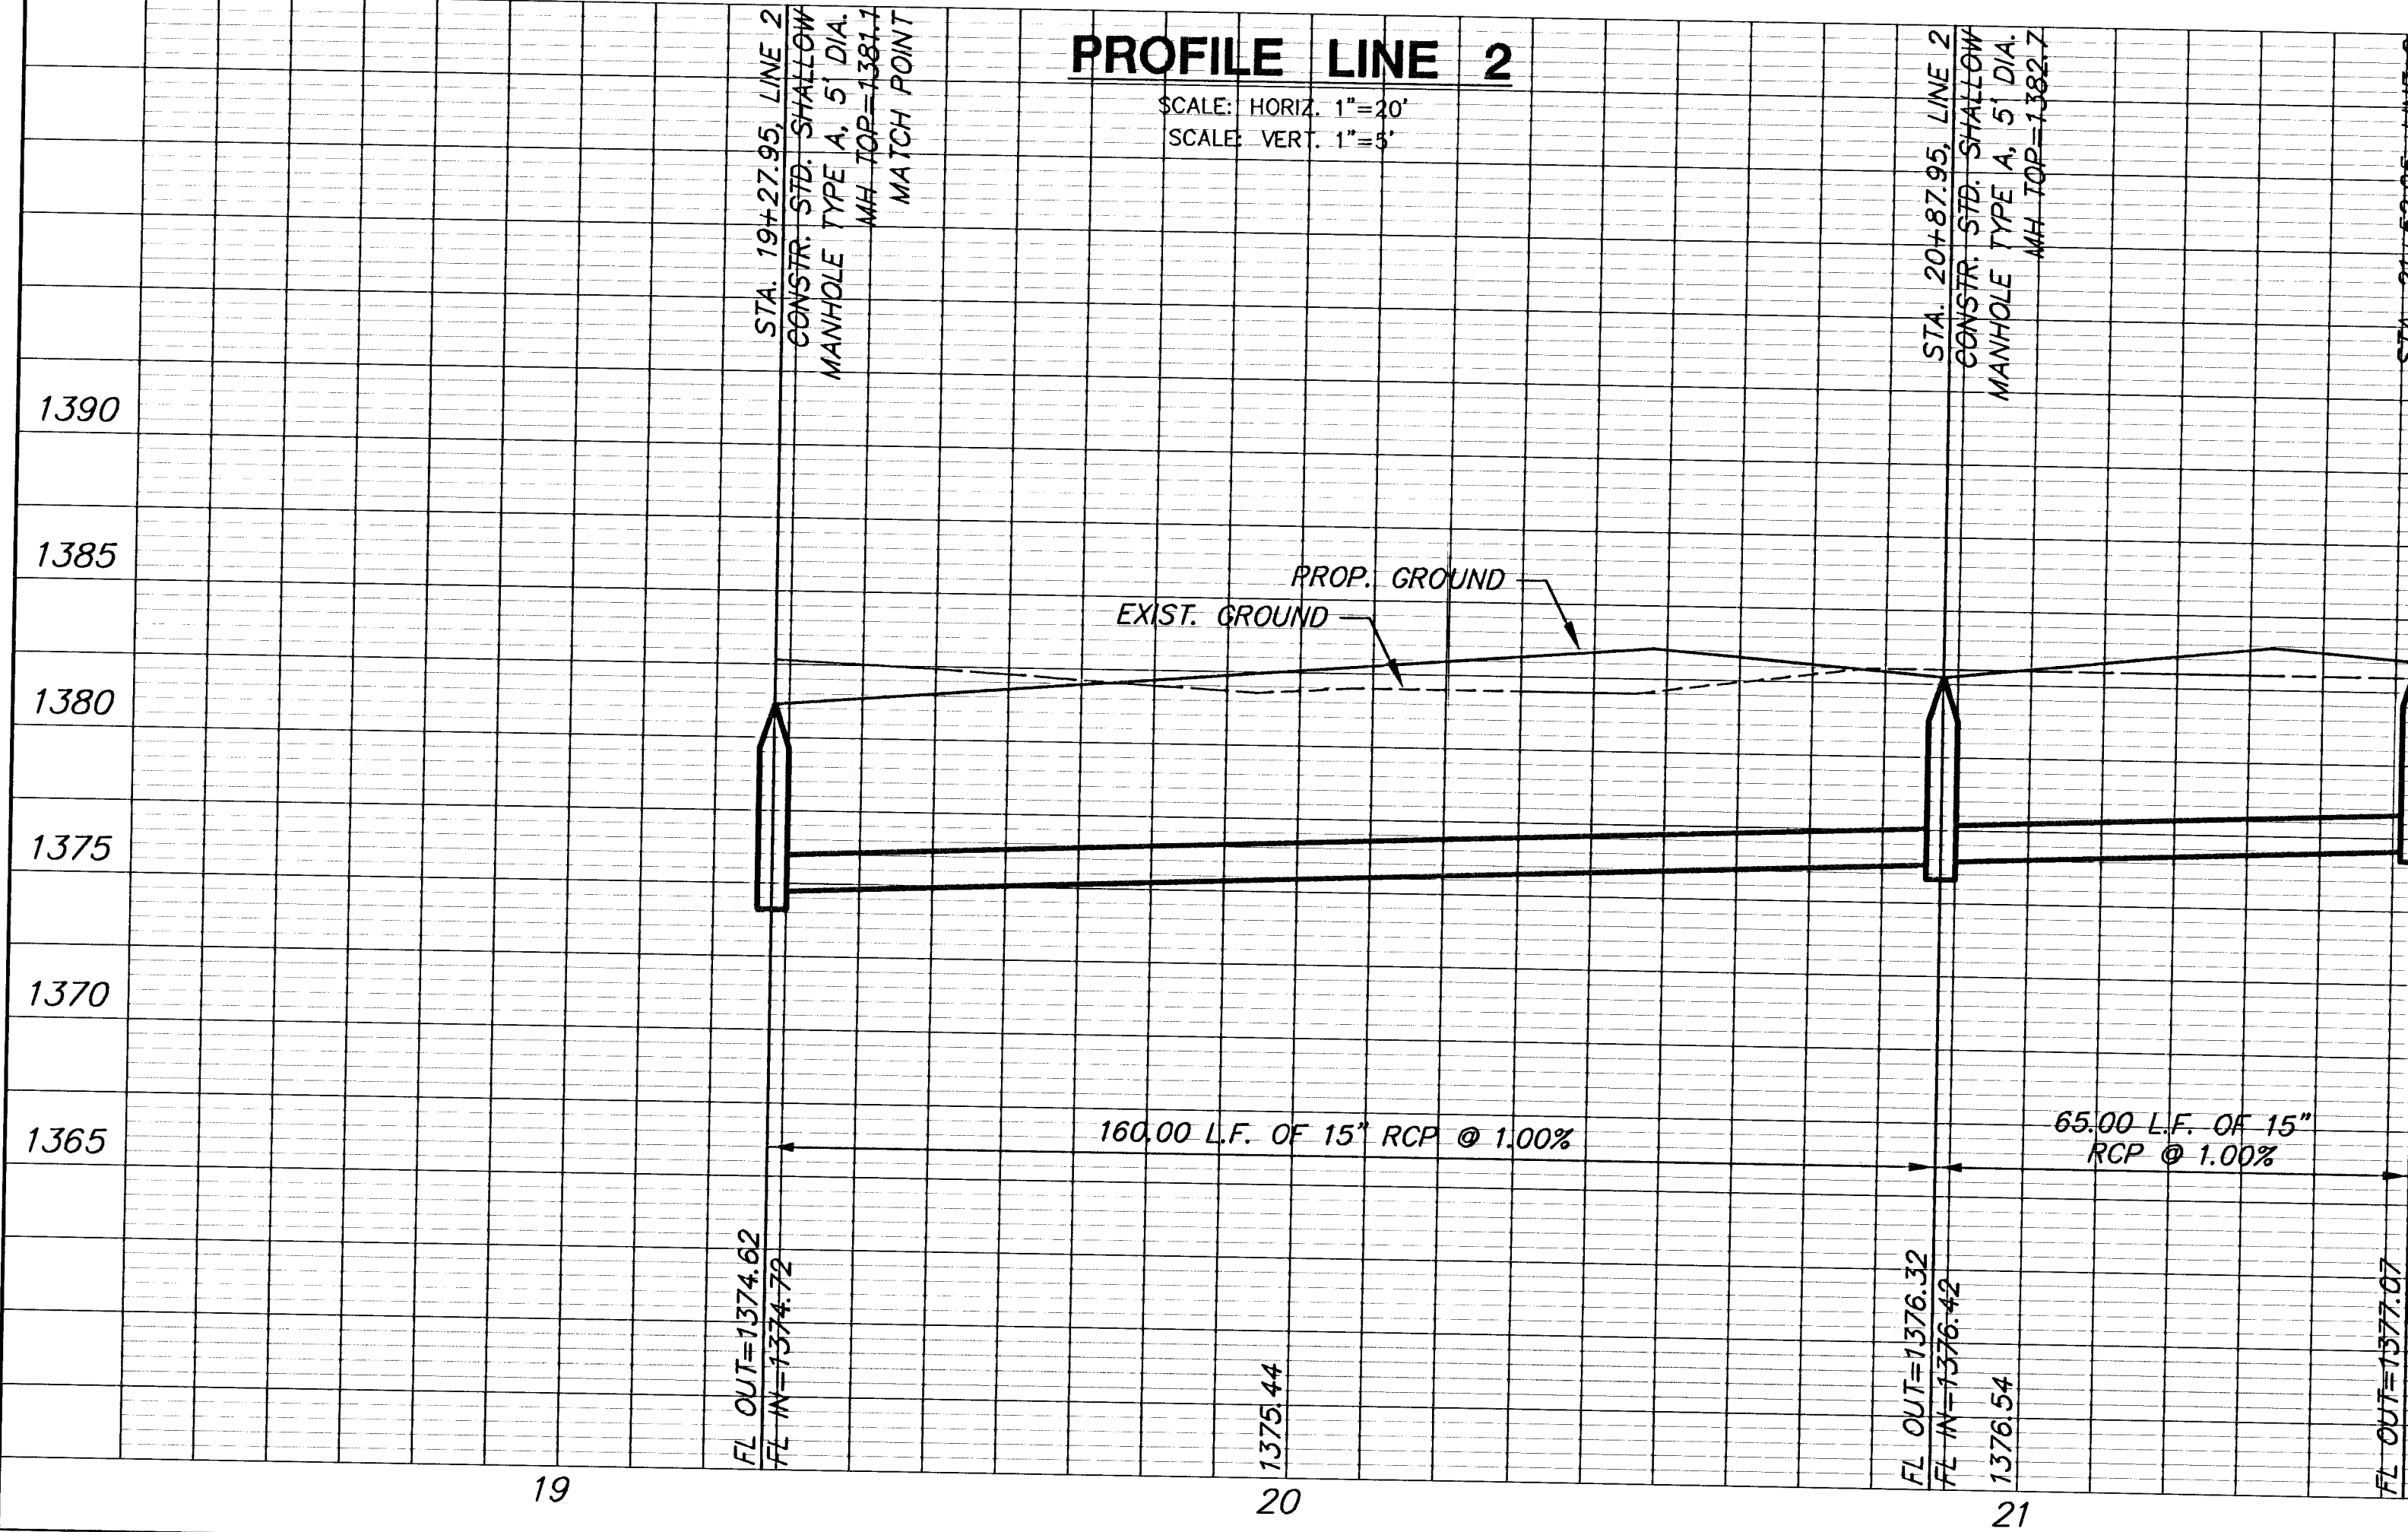 PROFILE LINE 2
SCALE: HORIZ. 1"=20'
SCALE: VERT. 1"=5'
STA. 19+27.95, LINE 2
CONSTR. STD. SHALLOW
MANHOLE TYPE A, 5' DIA.
MH TOP=1381.1
MATCH POINT
STA. 20+87.95, LINE 2
CONSTR. STD. SHALLOW
MANHOLE TYPE A, 5' DIA.
MH TOP=1382.7
STA.
1390
1385
1380
1375
1370
1365
PROP. GROUND
EXIST. GROUND
160.00 L.F. OF 15" RCP @ 1.00%
65.00 L.F. OF 15"
RCP @ 1.00%
FL OUT=1374.62
FL IN=1374.72
1375.44
FL OUT=1376.32
FL IN=1376.42
1376.54
FL OUT=1377.07
19
20
21